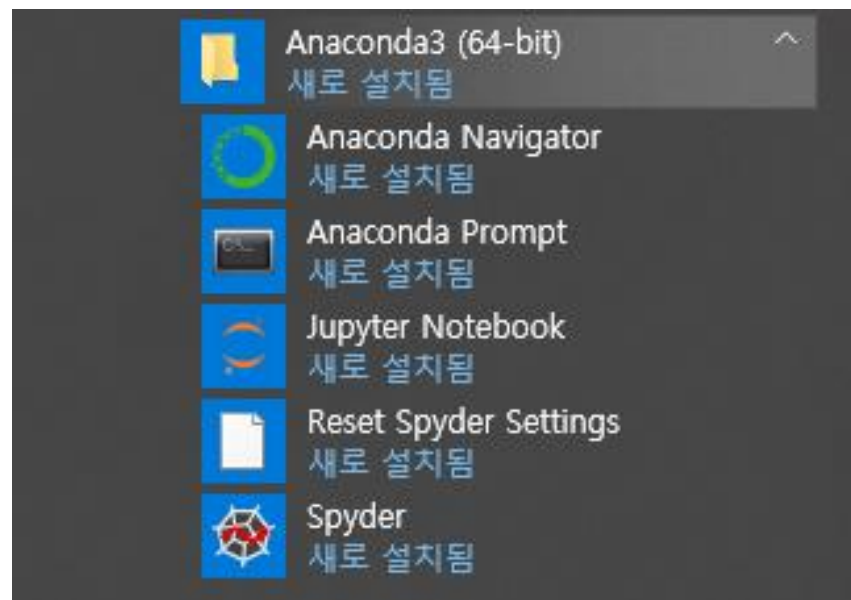 Anaconda3 (64-bit)
새로 설치됨
Anaconda Navigator
새로 설치됨
Anaconda Prompt
새로 설치됨
Jupyter Notebook
새로 설치됨
Reset Spyder Settings
새로 설치됨
Spyder
새로 설치됨